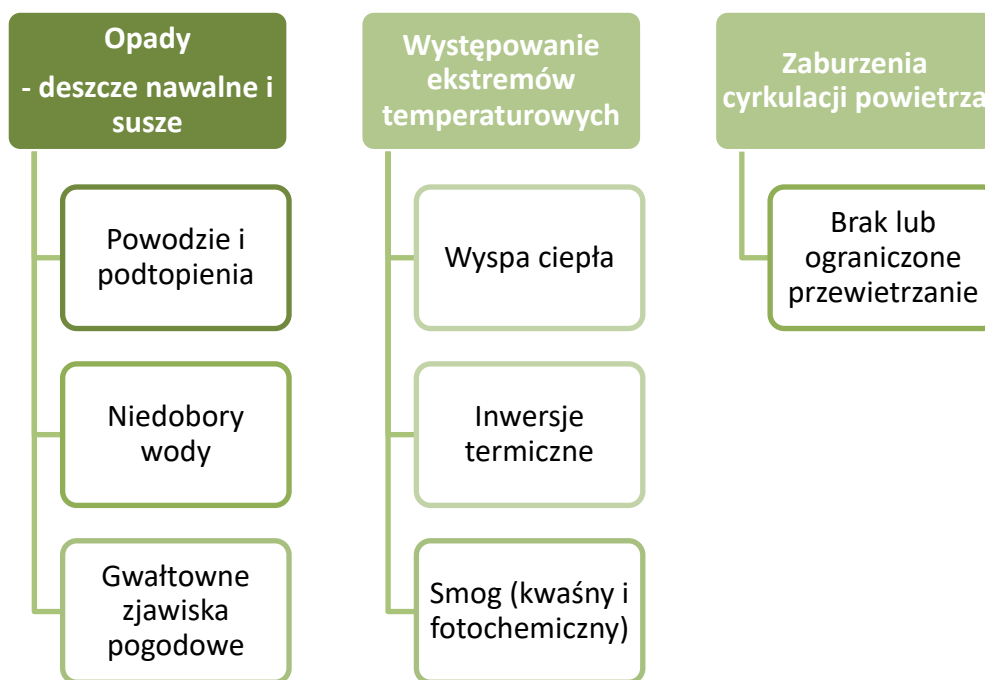 Opady
- deszcze nawalne i
susze
Powodzie i
podtopienia
Niedobory
wody
Gwałtowne
zjawiska
pogodowe
Występowanie
ekstremów
temperaturowych
Wyspa ciepła
Inwersje
termiczne
Smog (kwaśny i
fotochemiczny)
Zaburzenia
cyrkulacji powietrza
Brak lub
ograniczone
przewietrzanie